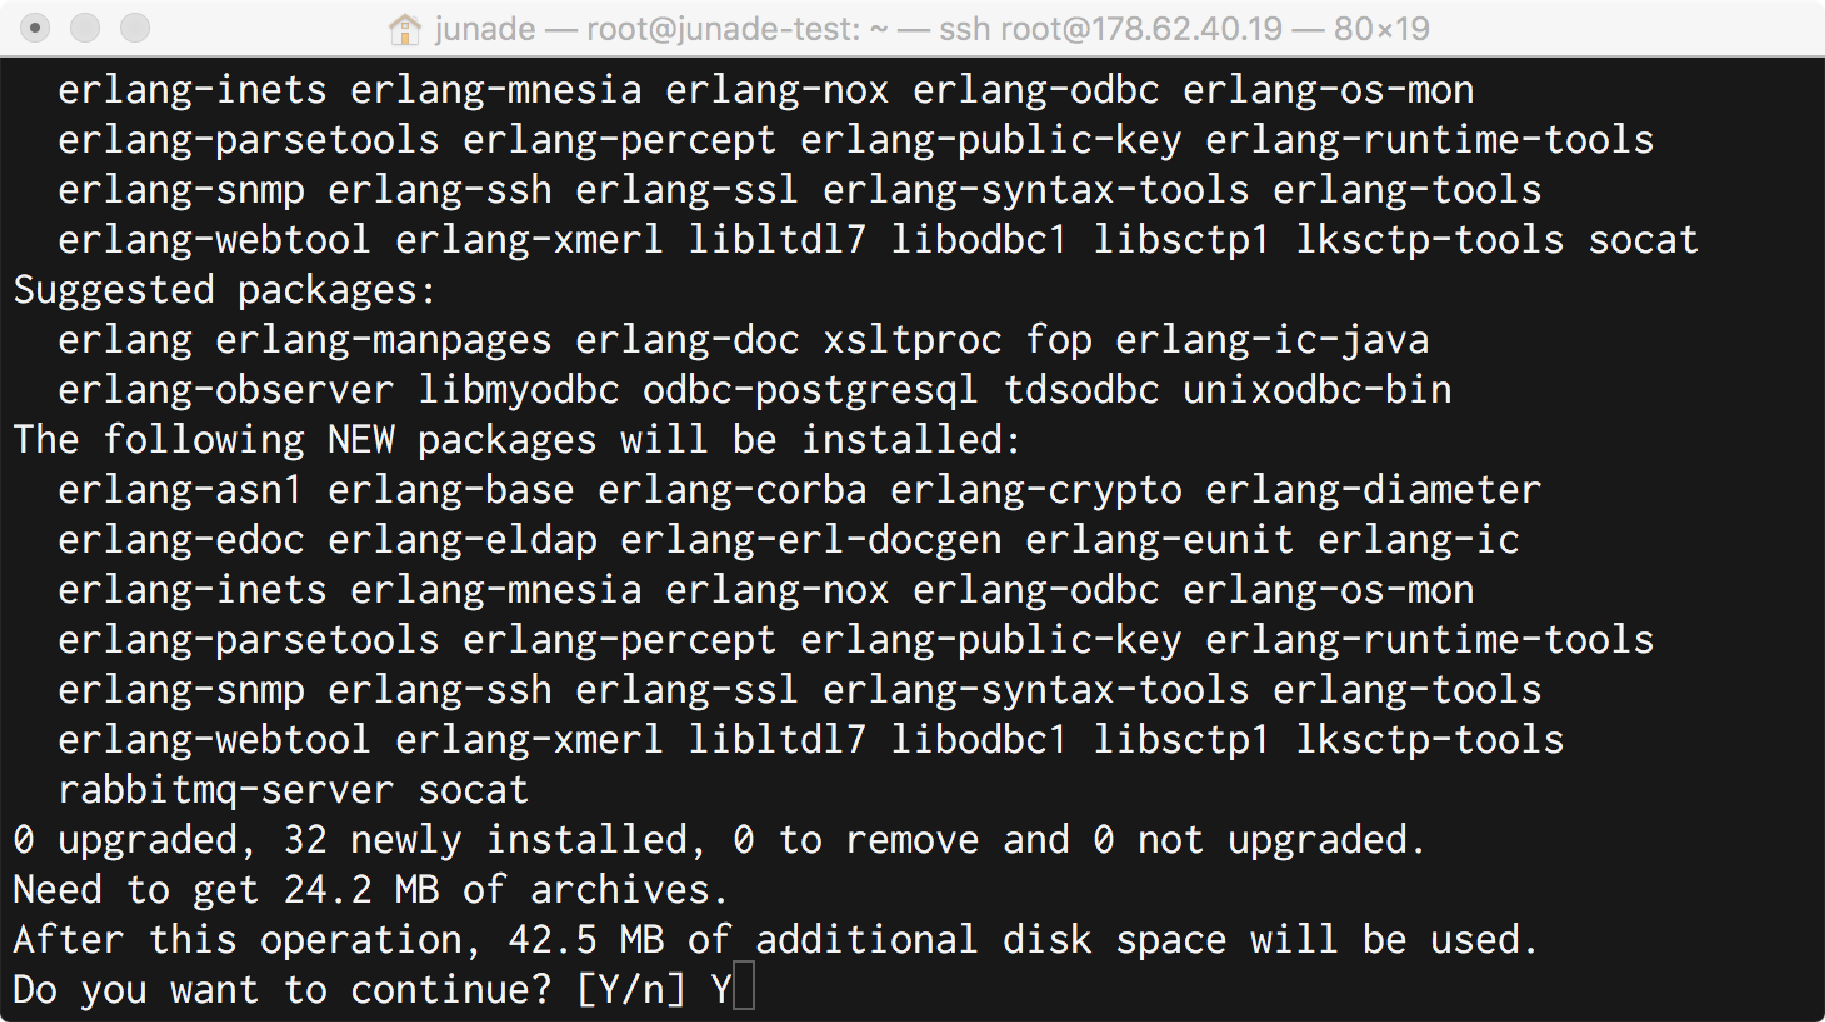 junade — root@junade-test: ~ — ssh root@178.62.40.19 — 80×19
erlang-inets erlang-mnesia erlang-nox erlang-odbc erlang-os-mon
erlang-parsetools erlang-percept erlang-public-key erlang-runtime-tools
erlang-snmp erlang-ssh erlang-ssl erlang-syntax-tools erlang-tools
erlang-webtool erlang-xmerl libltdl7 libodbc1 libsctp1 lksctp-tools socat
Suggested packages:
erlang erlang-manpages erlang-doc xsltproc fop erlang-ic-java
erlang-observer libmyodbc odbc-postgresql tdsodbc unixodbc-bin
The following NEW packages will be installed:
erlang-asn1 erlang-base erlang-corba erlang-crypto erlang-diameter
erlang-edoc erlang-eldap erlang-erl-docgen erlang-eunit erlang-ic
erlang-inets erlang-mnesia erlang-nox erlang-odbc erlang-os-mon
erlang-parsetools erlang-percept erlang-public-key erlang-runtime-tools
erlang-snmp erlang-ssh erlang-ssl erlang-syntax-tools erlang-tools
erlang-webtool erlang-xmerl libltdl7 libodbc1 libsctp1 lksctp-tools
rabbitmq-server socat
0 upgraded, 32 newly installed, 0 to remove and 0 not upgraded.
Need to get 24.2 MB of archives.
After this operation, 42.5 MB of additional disk space will be used.
Do you want to continue? [Y/n] Y